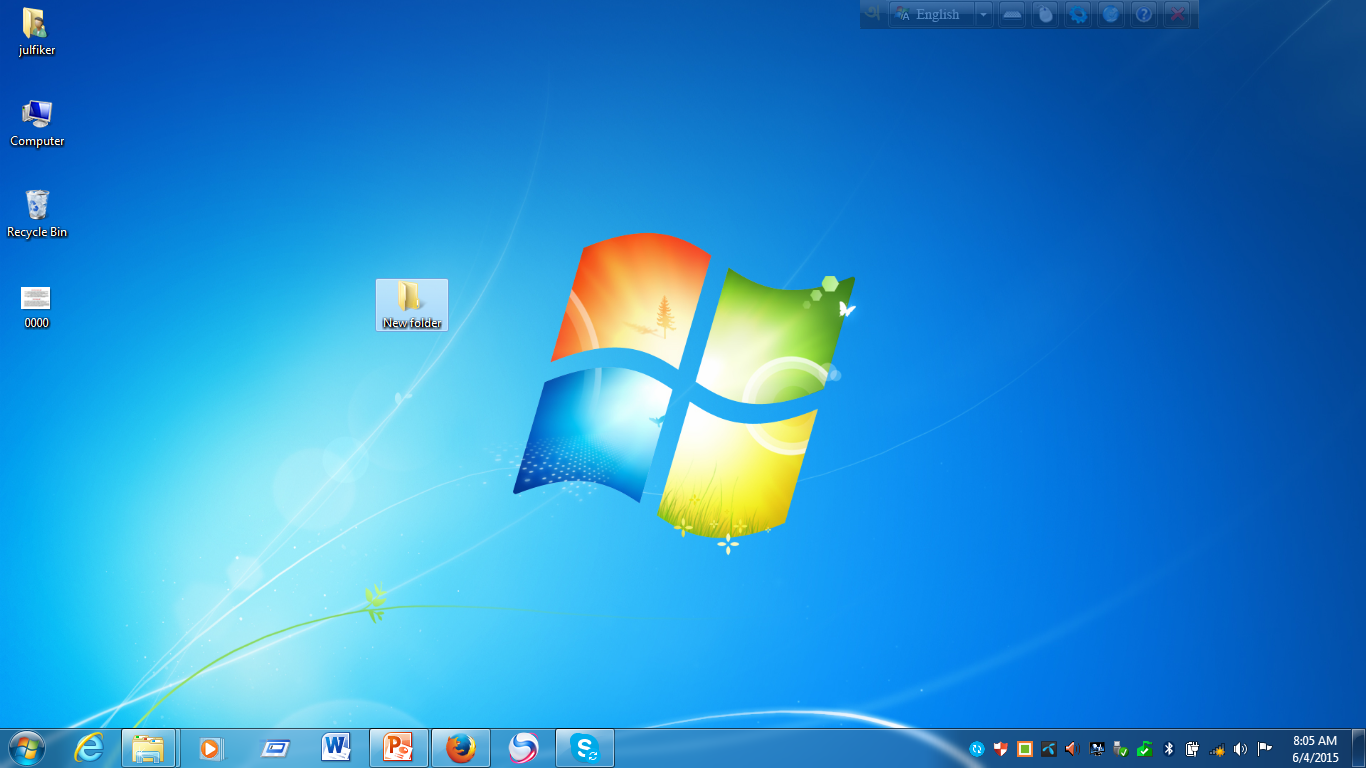 julfiker
Computer
Recycle Bin
0000
New folder
English
8:05 AM
6/4/2015